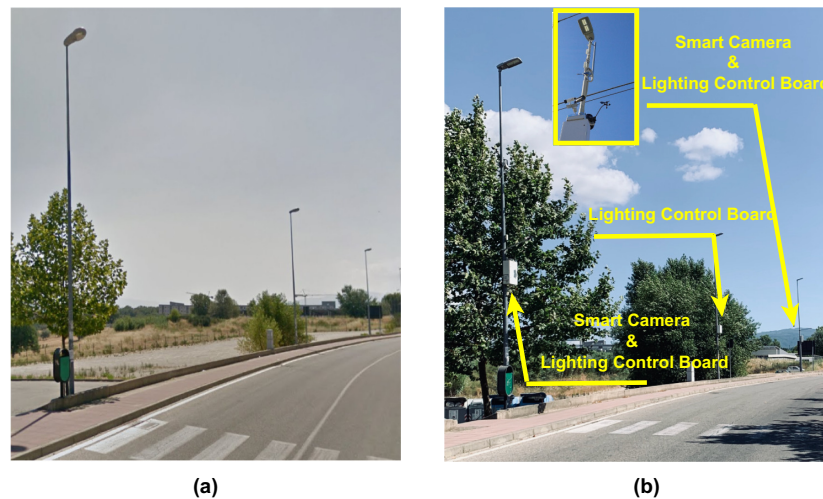 Smart Camera
&
Lighting Control Board
Lighting Control Board
Smart Camera
&
Lighting Control Board
(a)
(b)